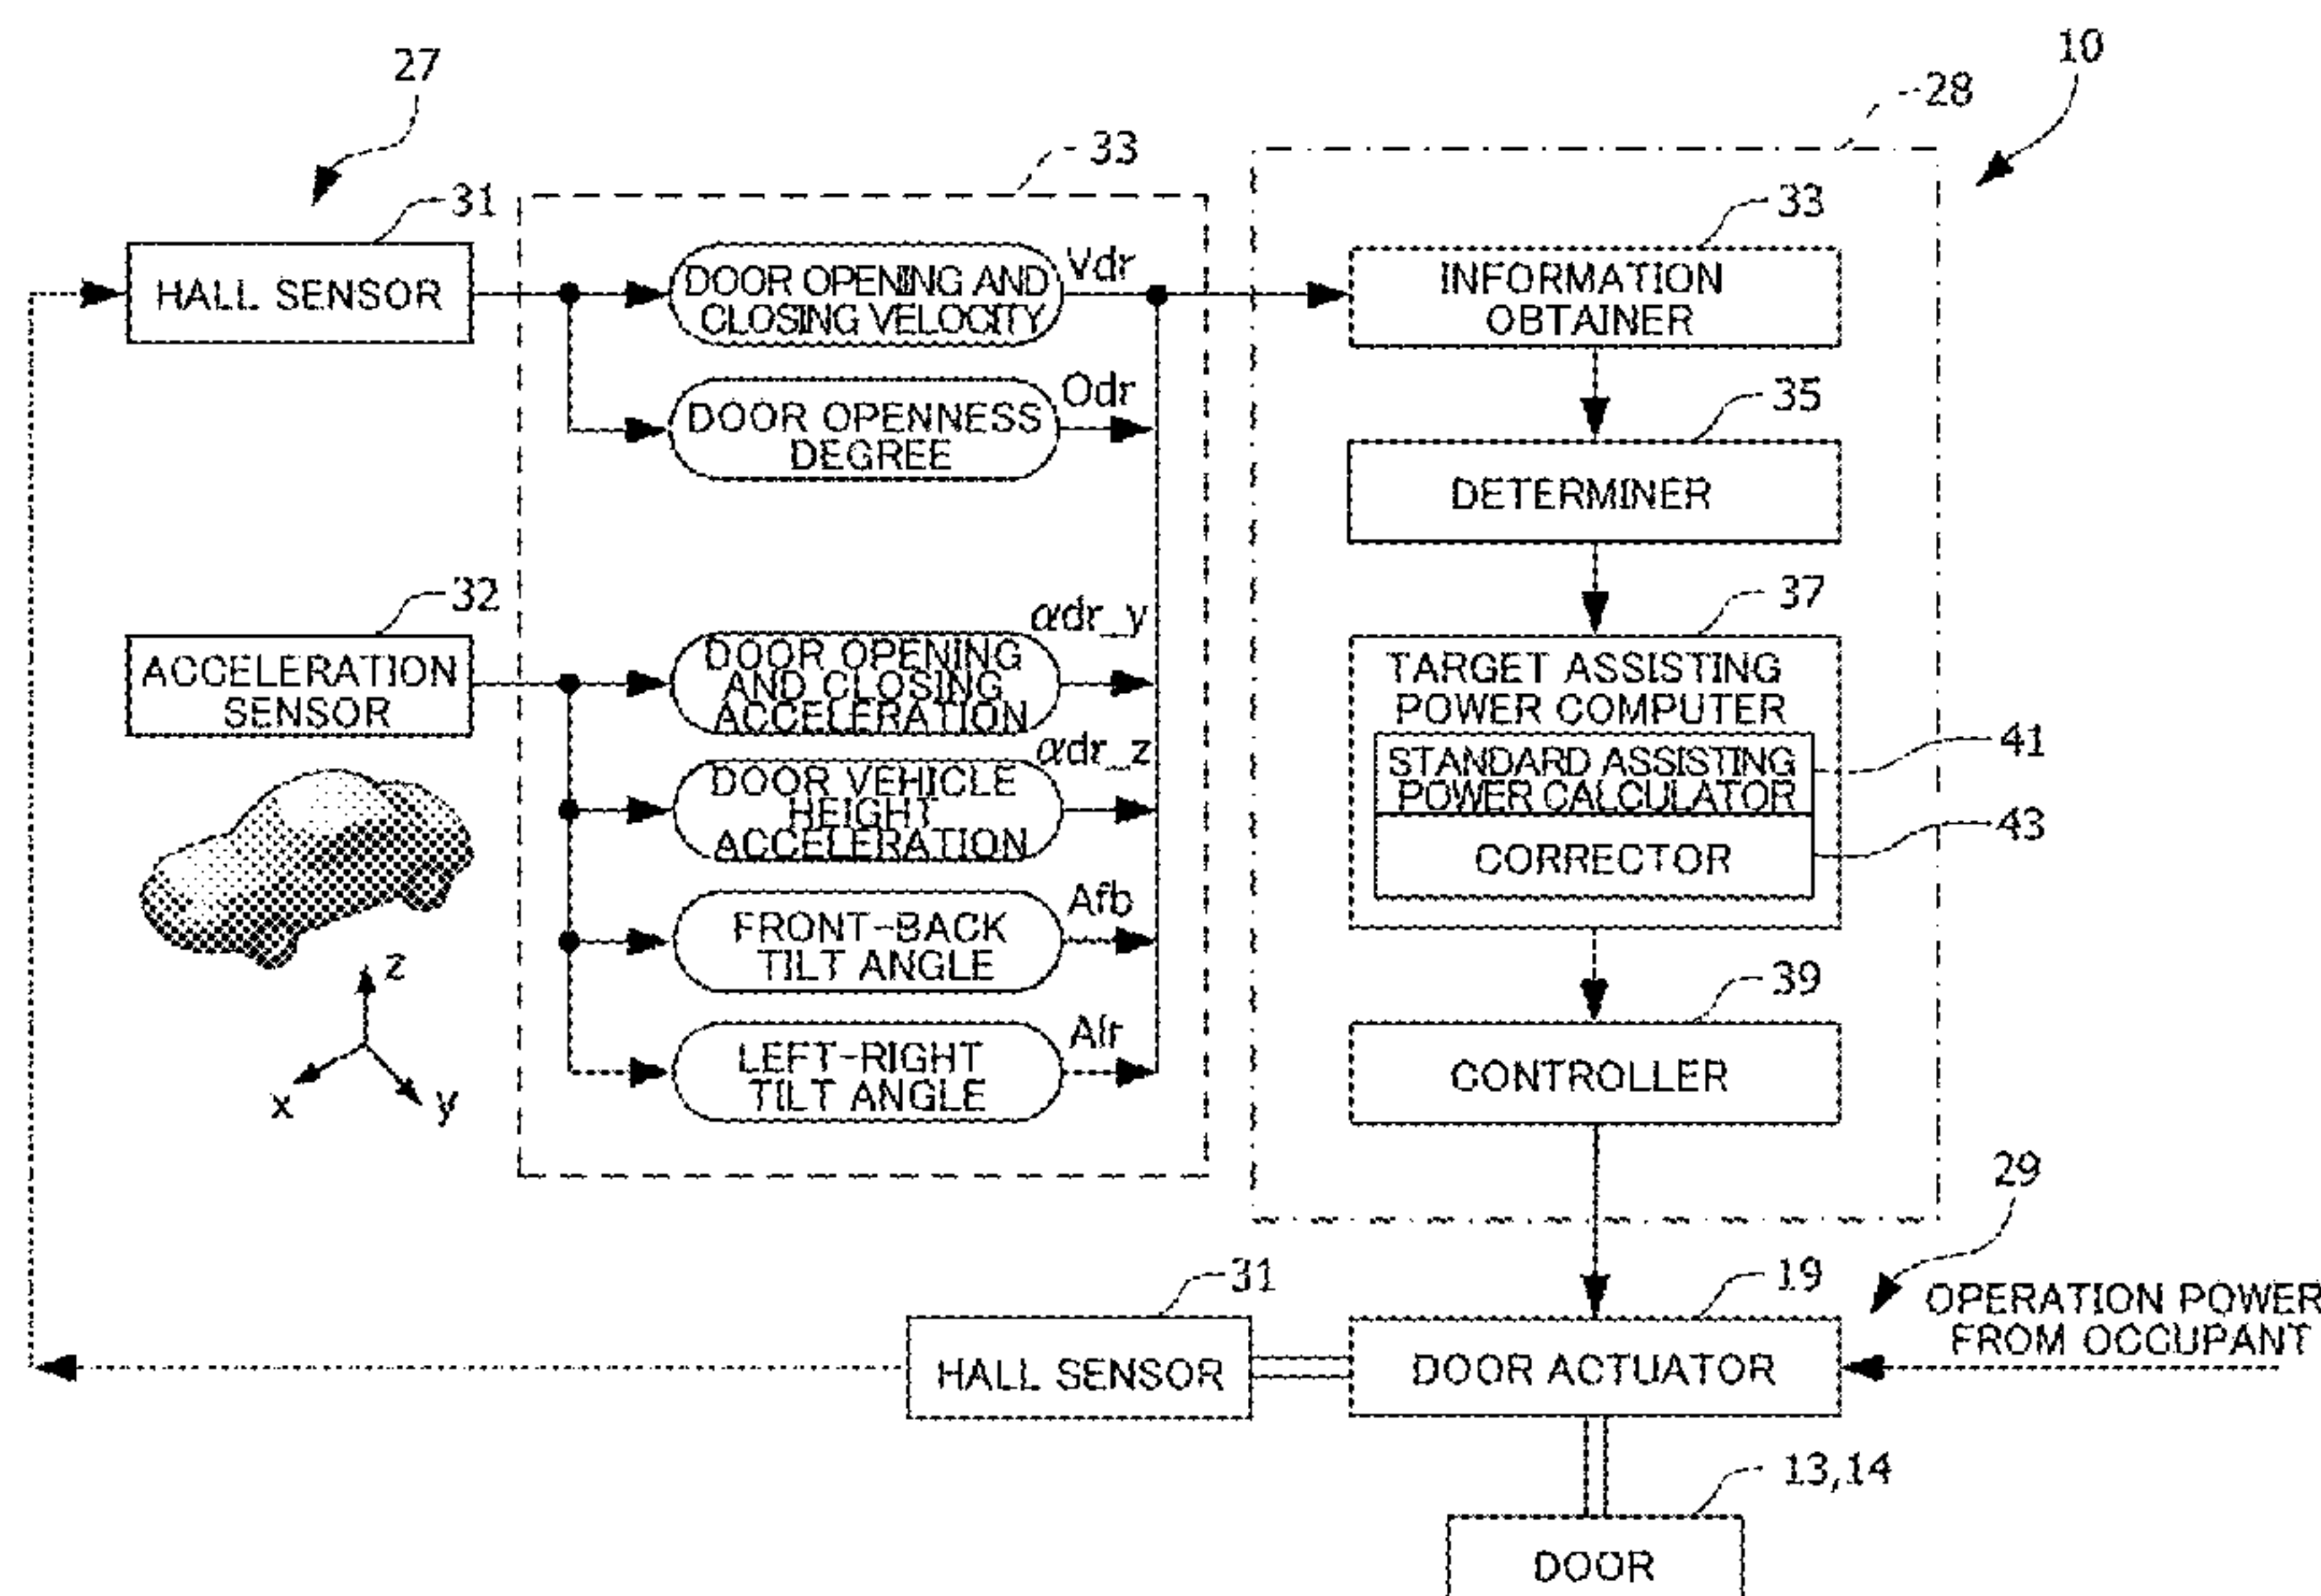 27
10
28
33
31
33
HALL SENSOR
DOOR OPENING AND
CLOSING VELOCITY
Vdr
INFORMATION
OBTAINER
Odr
DOOR OPENNESS
DEGREE
35
DETERMINER
32
ACCELERATION
SENSOR
αdr_y
DOOR OPENING
AND CLOSING
ACCELERATION
37
TARGET ASSISTING
POWER COMPUTER
41
STANDARD ASSISTING
POWER CALCULATOR
43
CORRECTOR
αdr_z
DOOR VEHICLE
HEIGHT
ACCELERATION
Afb
FRONT-BACK
TILT ANGLE
z
x
y
Alr
LEFT-RIGHT
TILT ANGLE
39
CONTROLLER
29
31
19
OPERATION POWER
FROM OCCUPANT
HALL SENSOR
DOOR ACTUATOR
13,14
DOOR